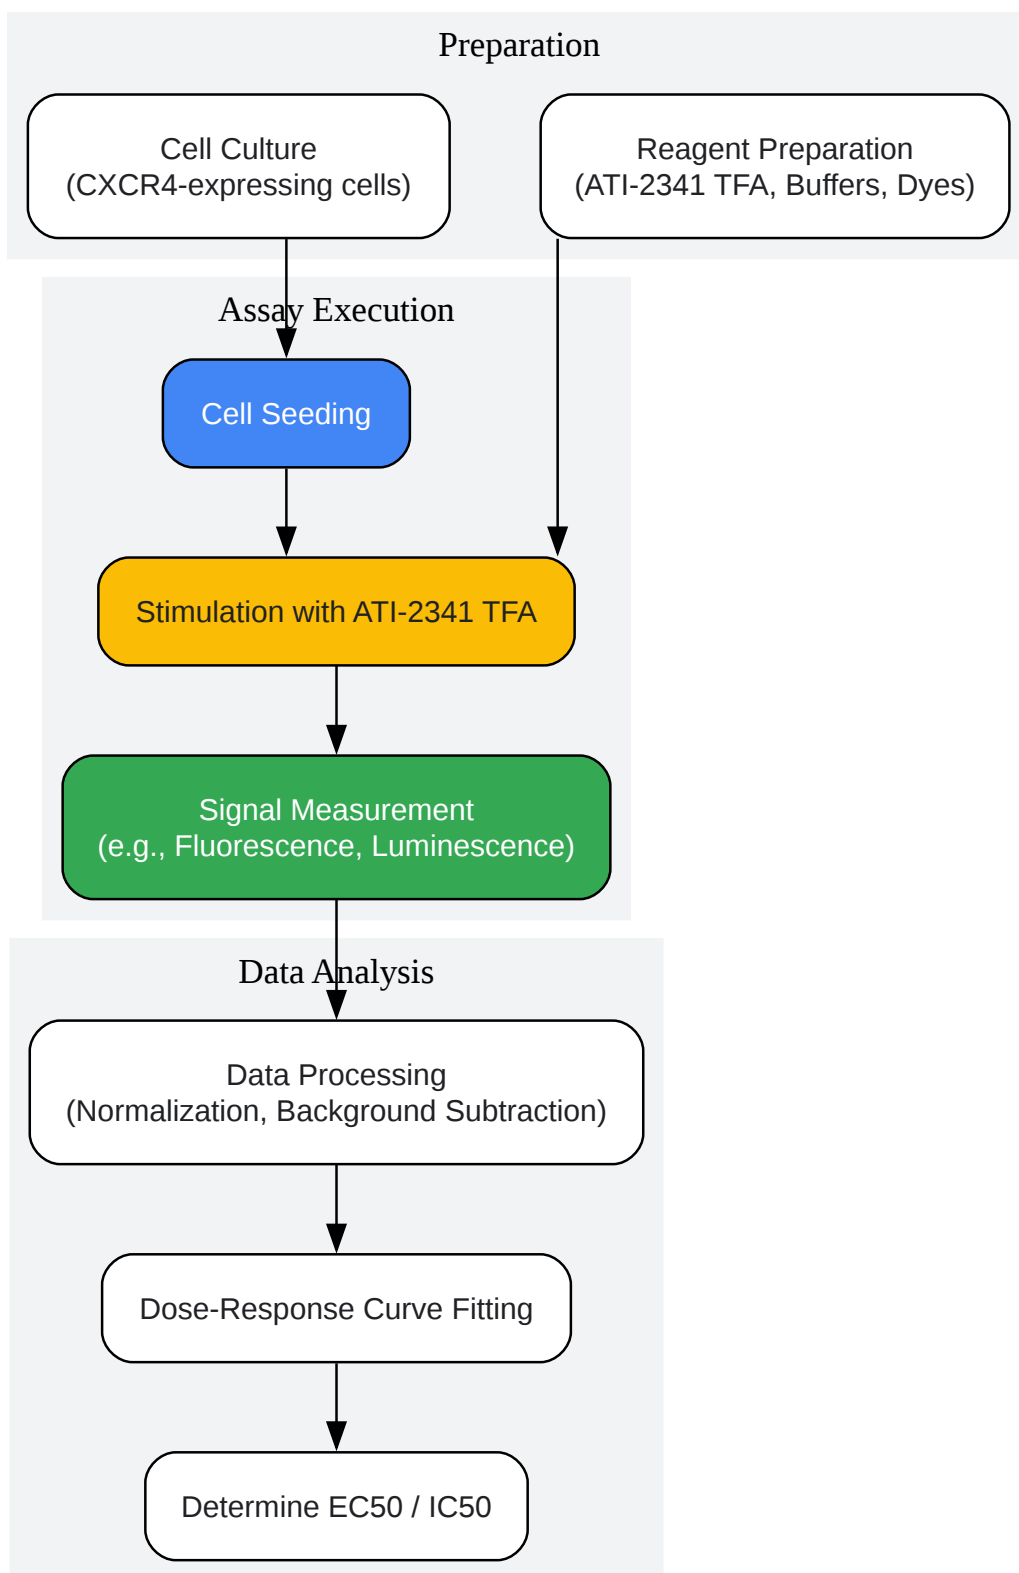 Preparation
Cell Culture
(CXCR4-expressing cells)
Reagent Preparation
(ATI-2341 TFA, Buffers, Dyes)
Assay Execution
Cell Seeding
Stimulation with ATI-2341 TFA
Signal Measurement
(e.g., Fluorescence, Luminescence)
Data Analysis
Data Processing
(Normalization, Background Subtraction)
Dose-Response Curve Fitting
Determine EC50 / IC50